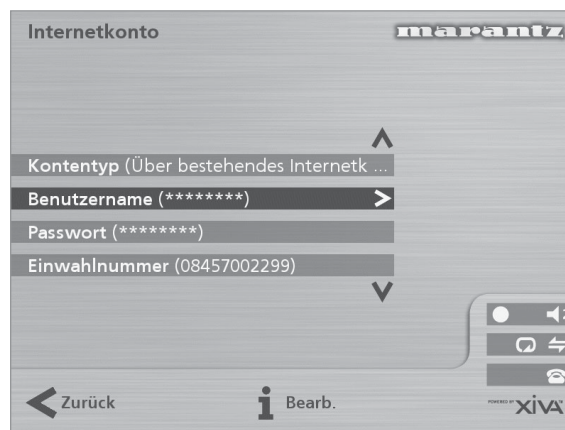 Internetkonto
marantz
Kontentyp (Über bestehendes Internetk ...
Benutzername (********)
Passwort (********)
Einwahlnummer (08457002299)
Zurück
i Bearb.
POWERED BY XiVA